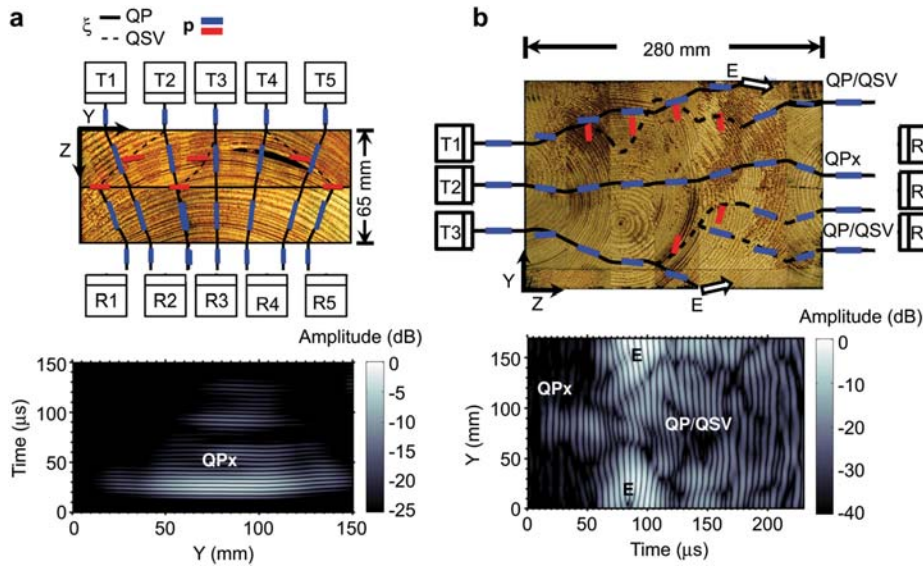 a
ξ QP p
QSV
T1 T2 T3 T4 T5
Y
Z
65 mm
R1 R2 R3 R4 R5
Amplitude (dB)
0
-5
-10
-15
-20
-25
Time (µs)
150
100
50
0
QPx
0 50 100 150
Y (mm)
b
280 mm
E
QP/QSV
T1 R
QPx
T2 R
T3 R
QP/QSV
Y
Z
E
Amplitude (dB)
0
-10
-20
-30
-40
Y (mm)
150
100
50
0
E
QPx
QP/QSV
E
0 50 100 150 200
Time (µs)